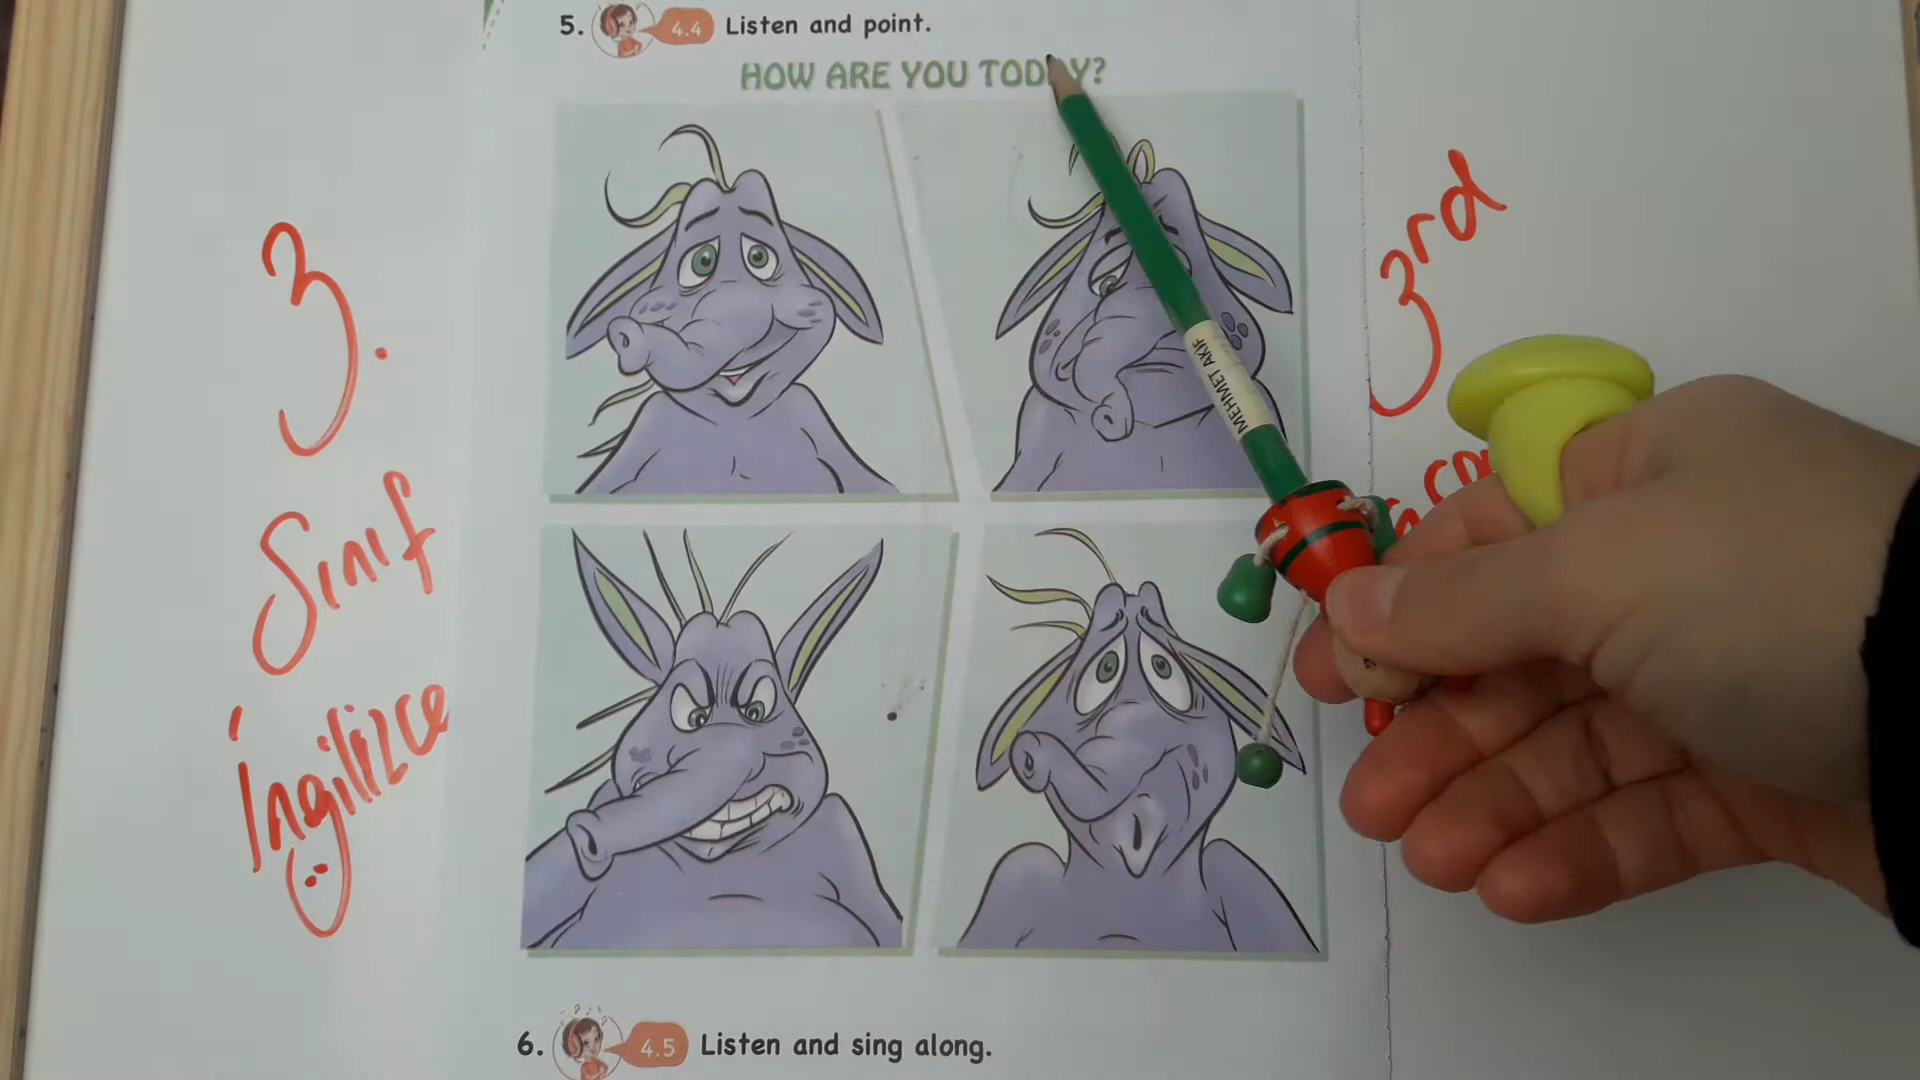 5. 4.4 Listen and point.
HOW ARE YOU TODAY?
MEHMET AKİF
3.
Sınıf
İngilizce
3rd
6. 4.5 Listen and sing along.